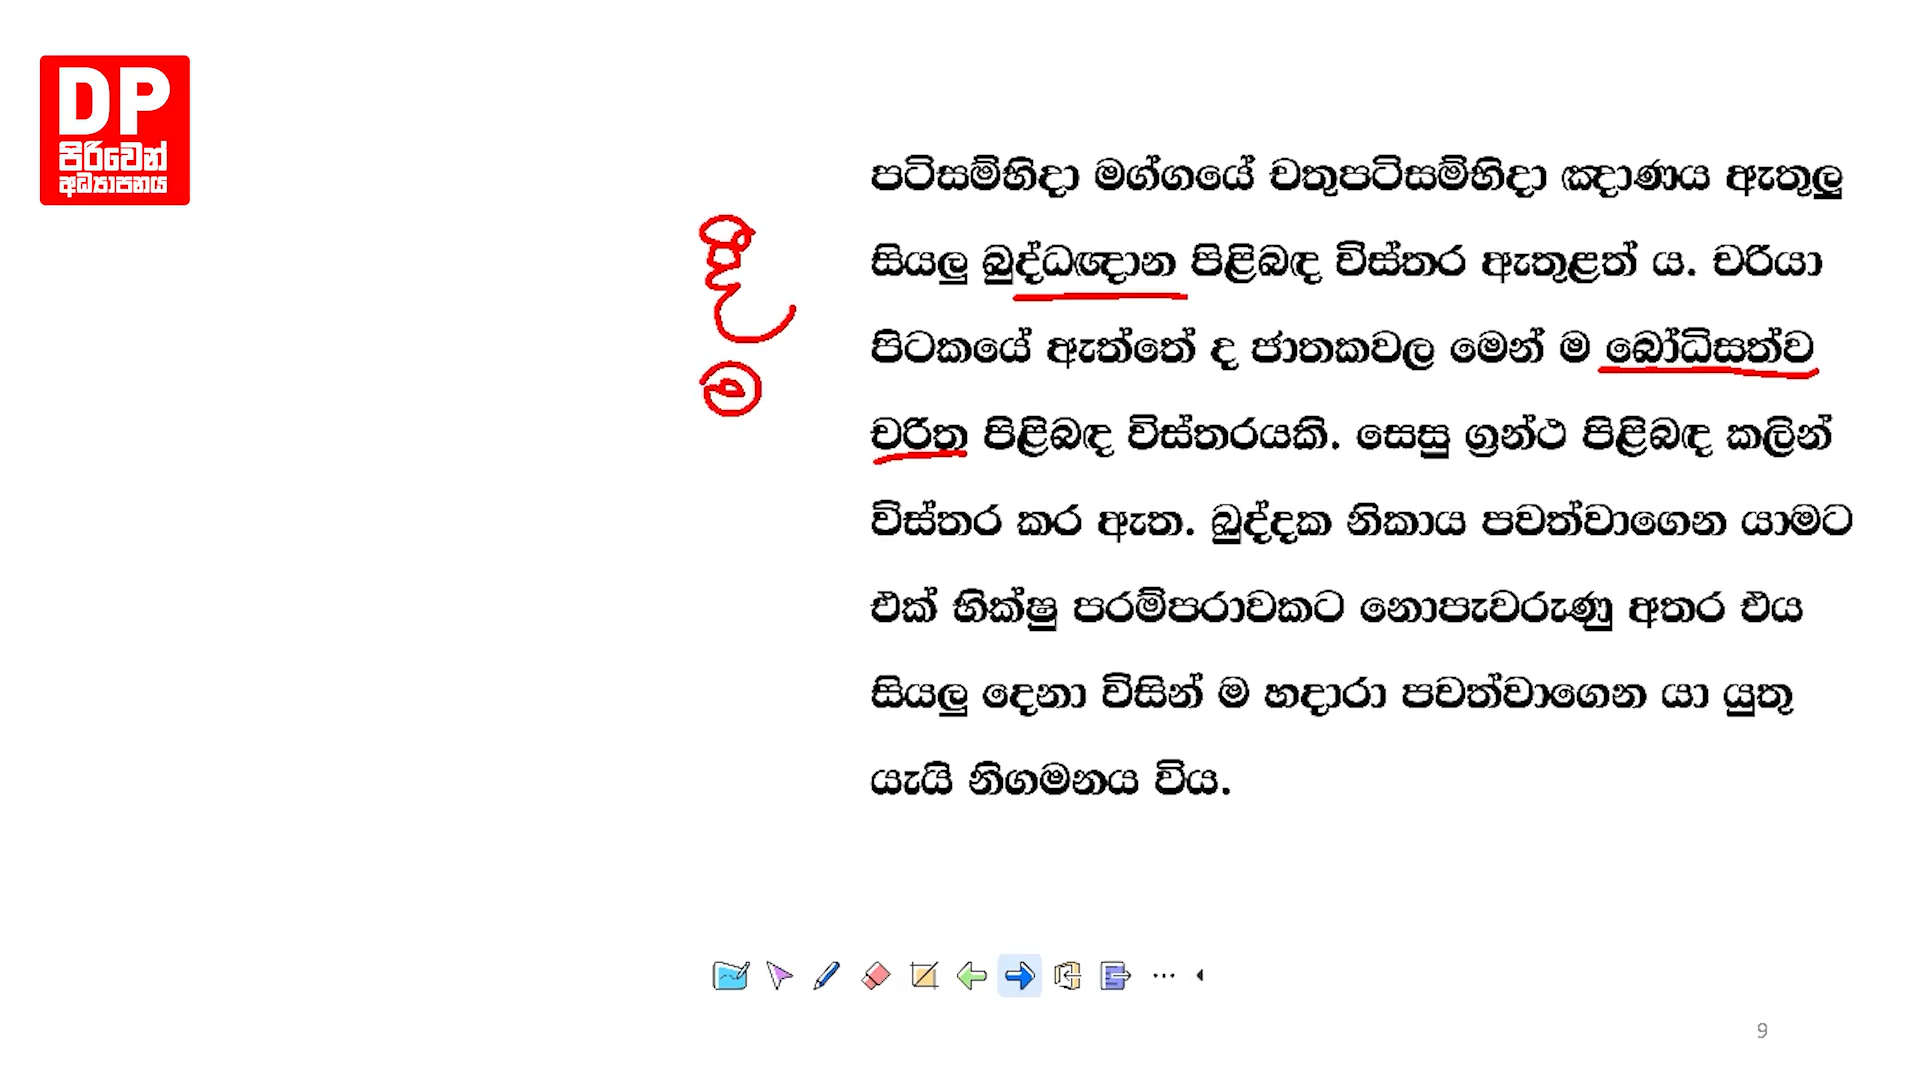 DP
පිරිවෙන්
අධ්‍යාපනය
පටිසම්භිදා මග්ගයේ චතුපටිසම්භිදා ඤාණය ඇතුලු
සියලු බුද්ධඥාන පිළිබඳ විස්තර ඇතුළත් ය. චරියා
පිටකයේ ඇත්තේ ද ජාතකවල මෙන් ම බෝධිසත්ව
චරිත පිළිබඳ විස්තරයකි. සෙසු ග්‍රන්ථ පිළිබඳ කලින්
විස්තර කර ඇත. ඛුද්දක නිකාය පවත්වාගෙන යාමට
එක් භික්ෂු පරම්පරාවකට නොපැවරුණු අතර එය
සියලු දෙනා විසින් ම හදාරා පවත්වාගෙන යා යුතු
යැයි නිගමනය විය.
9